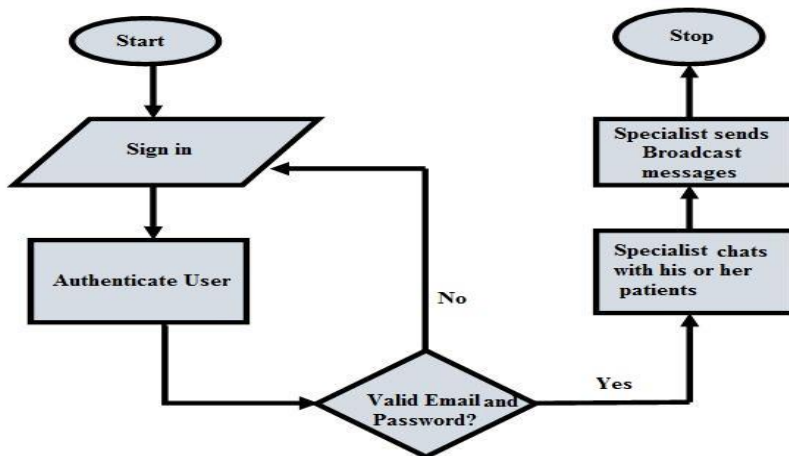 Start
Sign in
Authenticate User
Valid Email and
Password?
No
Yes
Specialist chats
with his or her
patients
Specialist sends
Broadcast
messages
Stop